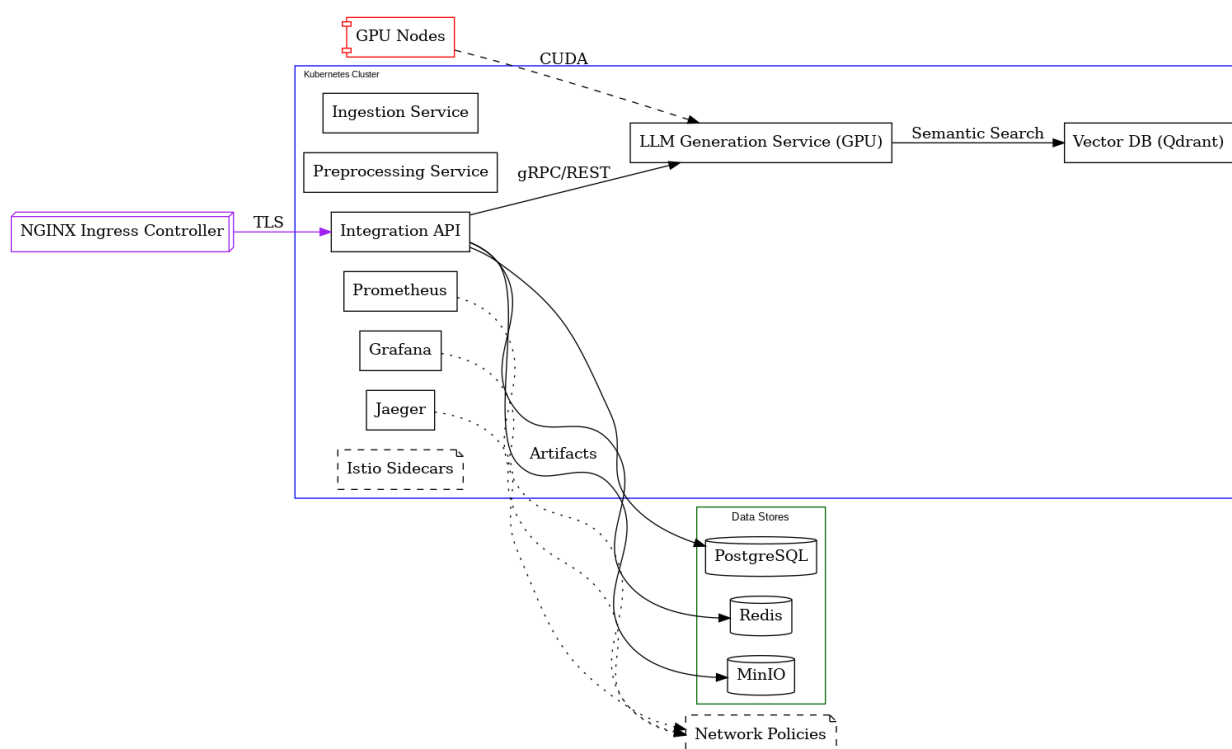 GPU Nodes
CUDA
Kubernetes Cluster
Ingestion Service
LLM Generation Service (GPU)
Semantic Search
Vector DB (Qdrant)
Preprocessing Service
gRPC/REST
NGINX Ingress Controller
TLS
Integration API
Prometheus
Grafana
Jaeger
Artifacts
Istio Sidecars
Data Stores
PostgreSQL
Redis
MinIO
Network Policies